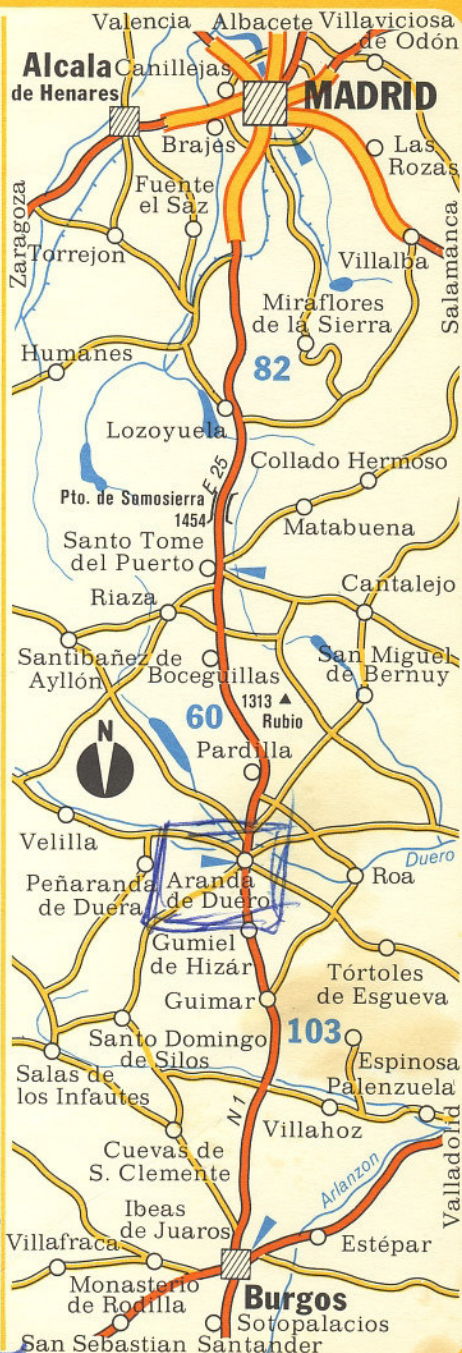 Valencia
Albacete
Villaviciosa
de Odón
Alcala
de Henares
Canillejas
MADRID
Brajes
Las
Rozas
Zaragoza
Fuente
el Saz
Torrejon
Villalba
Salamanca
Miraflores
de la Sierra
Humanes
82
Lozoyuela
E 25
Collado Hermoso
Pto. de Somosierra
1454
Matabuena
Santo Tome
del Puerto
Cantalejo
Riaza
Santibañez de
Ayllón
Boceguillas
San Miguel
de Bernuy
1313
Rubio
60
N
Pardilla
Velilla
Duero
Peñaranda
de Duera
Aranda
de Duero
Roa
Gumiel
de Hizár
Tórtoles
de Esgueva
Guimar
103
Santo Domingo
de Silos
Espinosa
Palenzuela
Salas de
los Infautes
N 1
Villahoz
Valladolid
Cuevas de
S. Clemente
Arlanzon
Ibeas
de Juaros
Villafraca
Estépar
Monasterio
de Rodilla
Burgos
Sotopalacios
San Sebastian
Santander